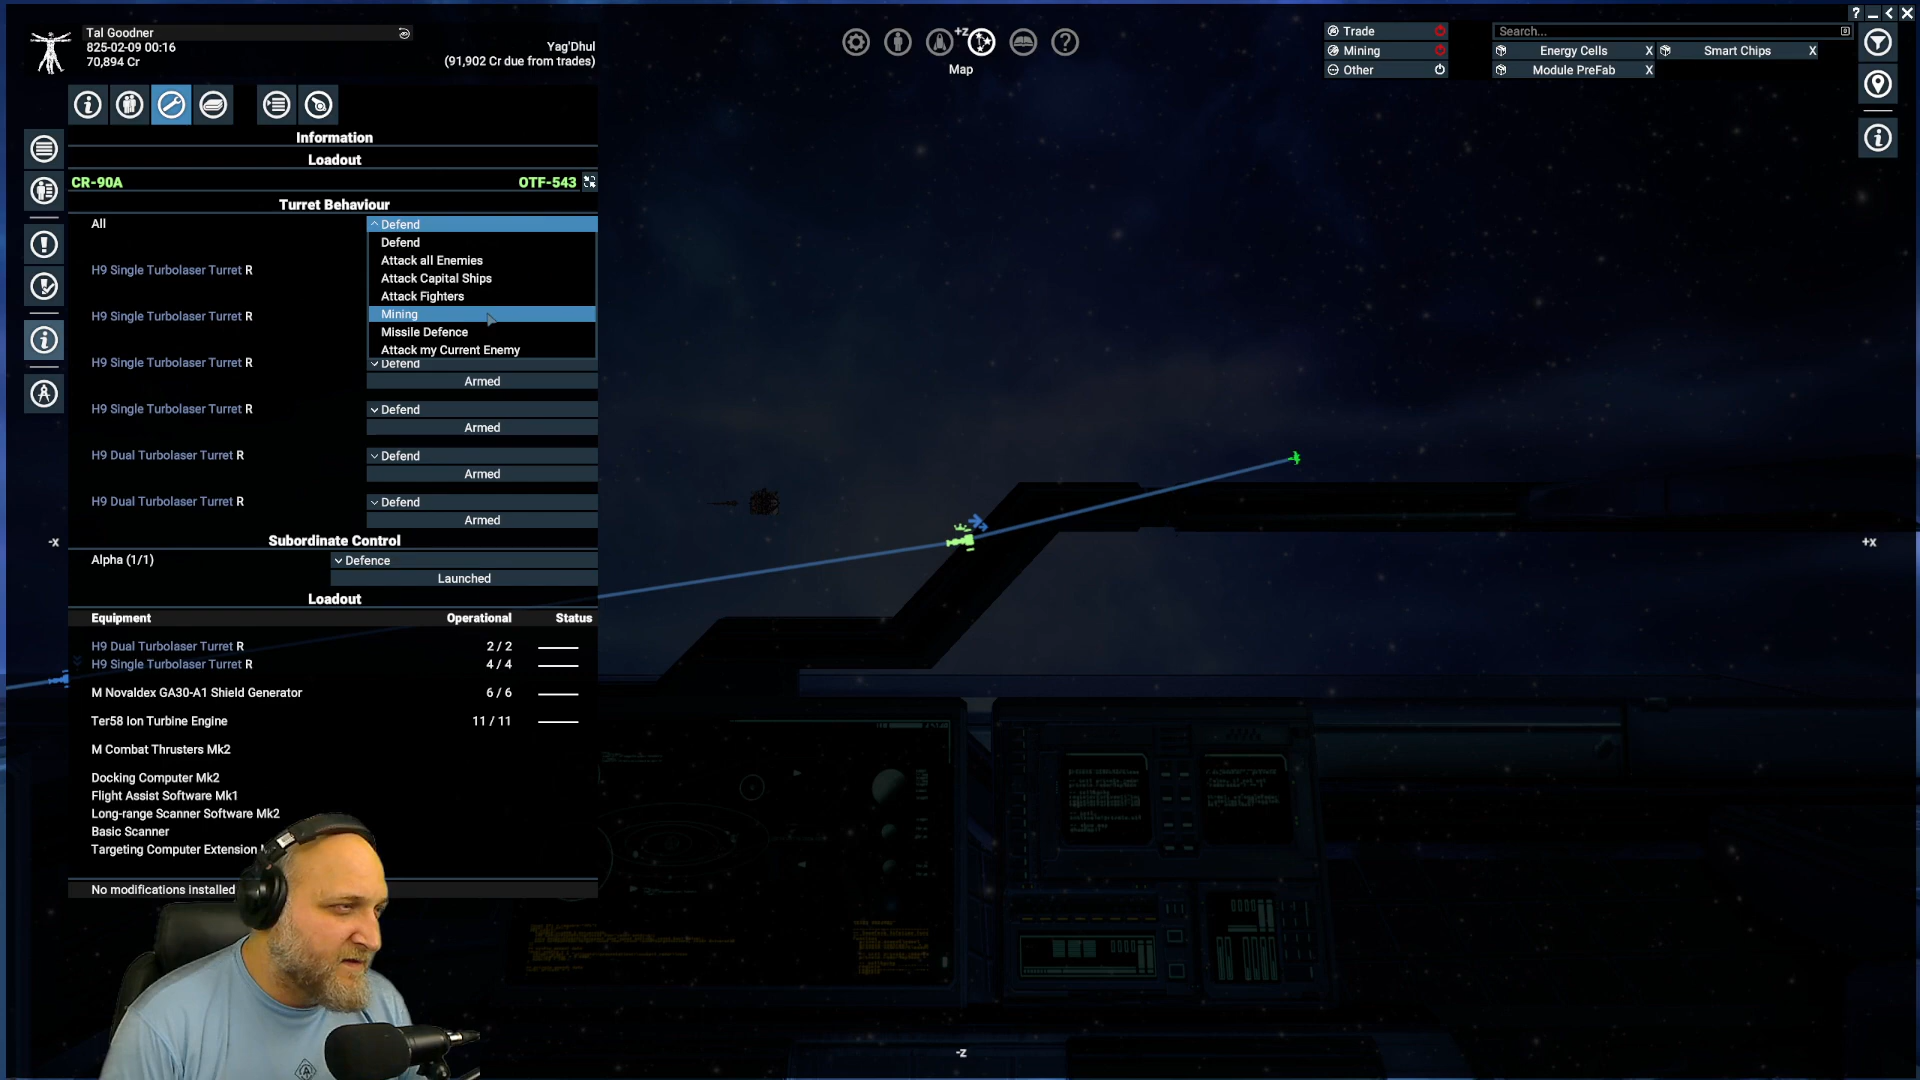 Tal Goodner
825-02-09 00:16
70,894 Cr
Yag'Dhul
(91,902 Cr due from trades)
+z
Map
Trade
Mining
Other
Search...
Energy Cells X
Smart Chips X
Module PreFab X
Information
Loadout
CR-90A OTF-543
Turret Behaviour
All
Defend
Defend
Attack all Enemies
Attack Capital Ships
Attack Fighters
Mining
Missile Defence
Attack my Current Enemy
H9 Single Turbolaser Turret R
H9 Single Turbolaser Turret R
H9 Single Turbolaser Turret R
Defend
Armed
H9 Single Turbolaser Turret R
Defend
Armed
H9 Dual Turbolaser Turret R
Defend
Armed
H9 Dual Turbolaser Turret R
Defend
Armed
-x
+x
Subordinate Control
Alpha (1/1)
Defence
Launched
Loadout
Equipment Operational Status
H9 Dual Turbolaser Turret R 2 / 2
H9 Single Turbolaser Turret R 4 / 4
M Novaldex GA30-A1 Shield Generator 6 / 6
Ter58 Ion Turbine Engine 11 / 11
M Combat Thrusters Mk2
Docking Computer Mk2
Flight Assist Software Mk1
Long-range Scanner Software Mk2
Basic Scanner
Targeting Computer Extension
No modifications installed
-z